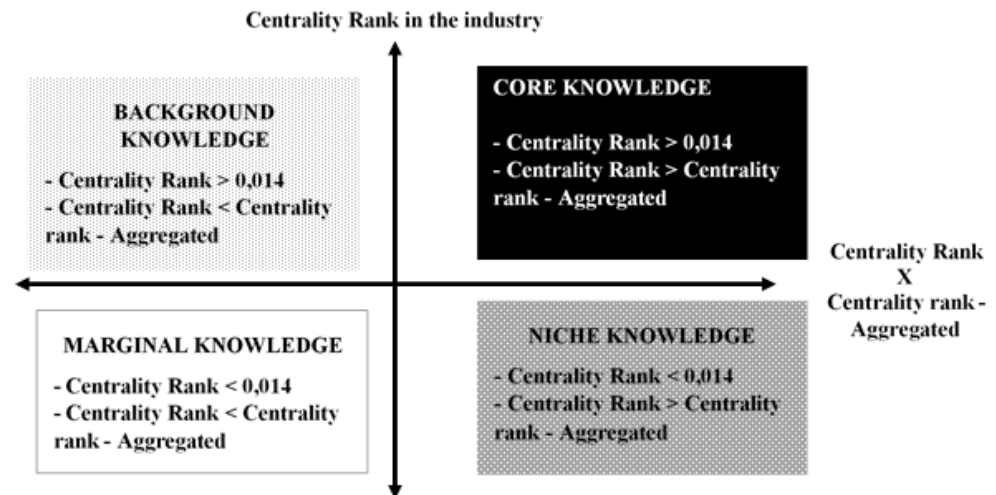 Centrality Rank in the industry
BACKGROUND
KNOWLEDGE
- Centrality Rank > 0,014
- Centrality Rank < Centrality
rank - Aggregated
CORE KNOWLEDGE
- Centrality Rank > 0,014
- Centrality Rank > Centrality
rank - Aggregated
Centrality Rank
X
Centrality rank -
Aggregated
MARGINAL KNOWLEDGE
- Centrality Rank < 0,014
- Centrality Rank < Centrality
rank - Aggregated
NICHE KNOWLEDGE
- Centrality Rank < 0,014
- Centrality Rank > Centrality
rank - Aggregated